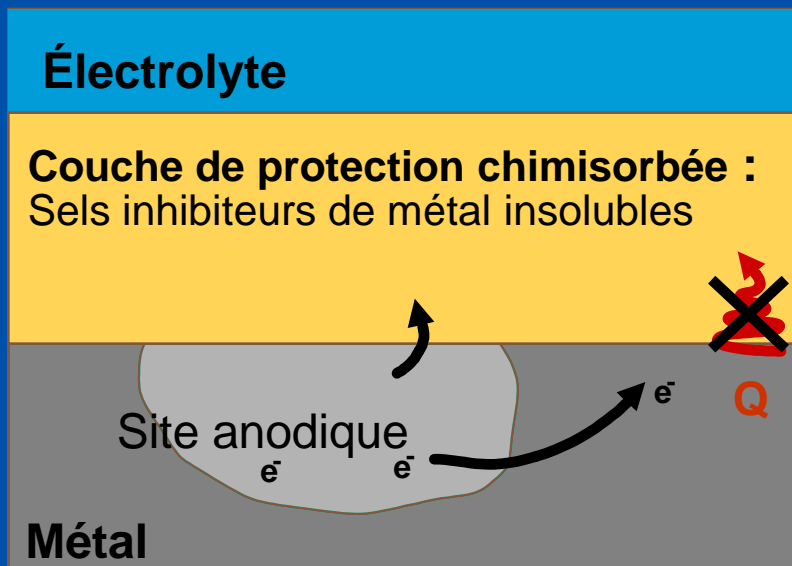 Électrolyte
Couche de protection chimisorbée :
Sels inhibiteurs de métal insolubles
e-
Q
Site anodique
e-
e-
Métal